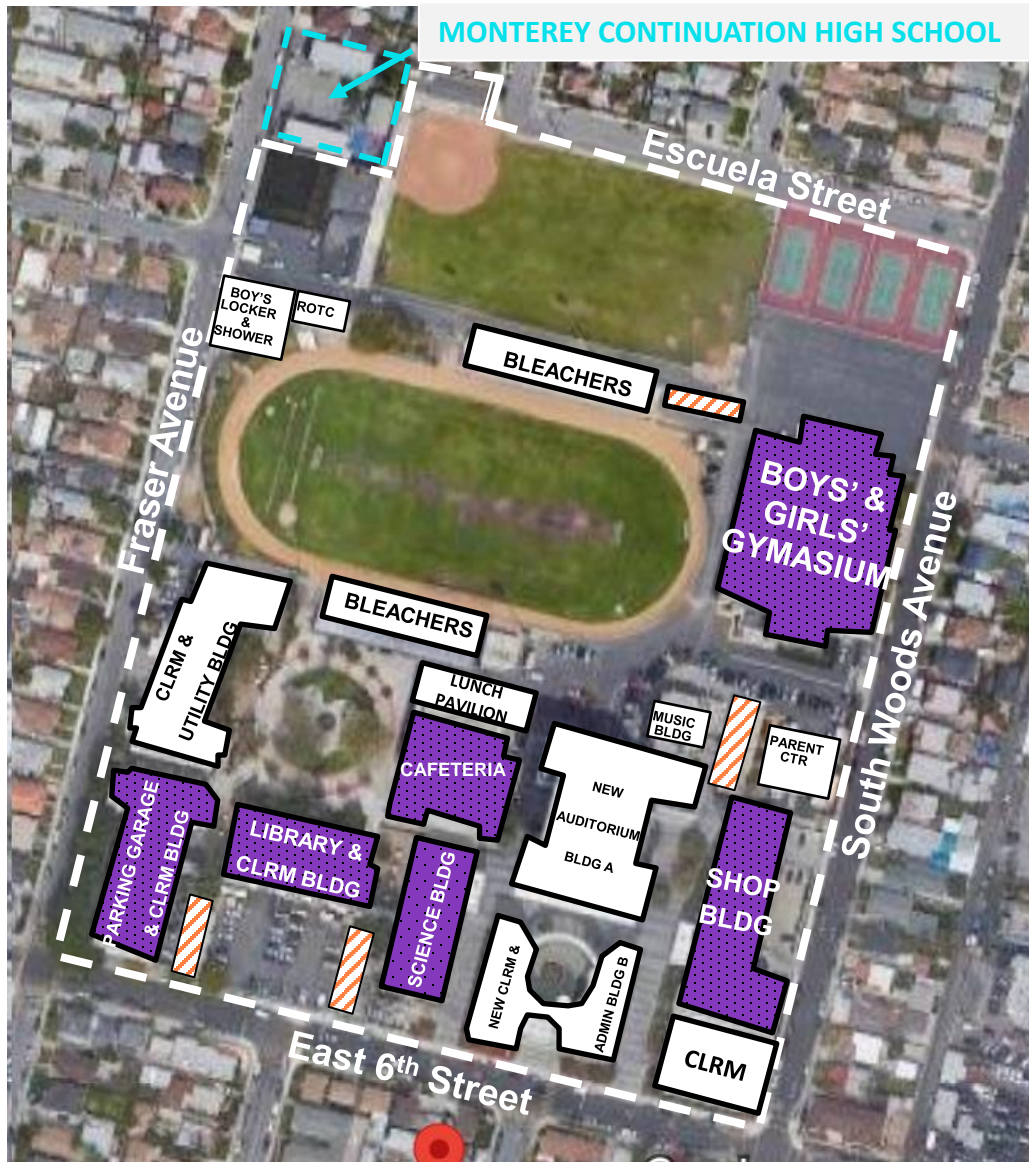 MONTEREY CONTINUATION HIGH SCHOOL
Escuela Street
BOY'S
LOCKER
&
SHOWER
ROTC
Fraser Avenue
BLEACHERS
BOYS' &
GIRLS'
GYMASIUM
South Woods Avenue
BLEACHERS
CLRM &
UTILITY BLDG
LUNCH
PAVILION
MUSIC
BLDG
PARENT
CTR
CAFETERIA
NEW
AUDITORIUM
BLDG A
PARKING GARAGE
& CLRM BLDG
LIBRARY &
CLRM BLDG
SCIENCE BLDG
SHOP
BLDG
NEW CLRM &
ADMIN BLDG B
CLRM
East 6th Street